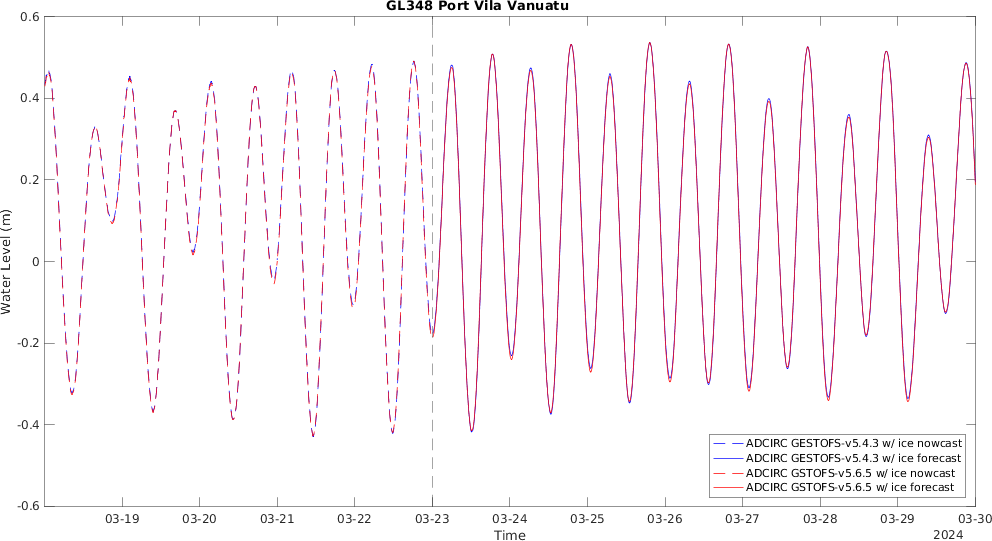 GL348 Port Vila Vanuatu
0.6
0.4
0.2
0
-0.2
-0.4
-0.6
Water Level (m)
03-19 03-20 03-21 03-22 03-23 03-24 03-25 03-26 03-27 03-28 03-29 03-30
Time
2024
ADCIRC GESTOFS-v5.4.3 w/ ice nowcast
ADCIRC GESTOFS-v5.4.3 w/ ice forecast
ADCIRC GSTOFS-v5.6.5 w/ ice nowcast
ADCIRC GSTOFS-v5.6.5 w/ ice forecast